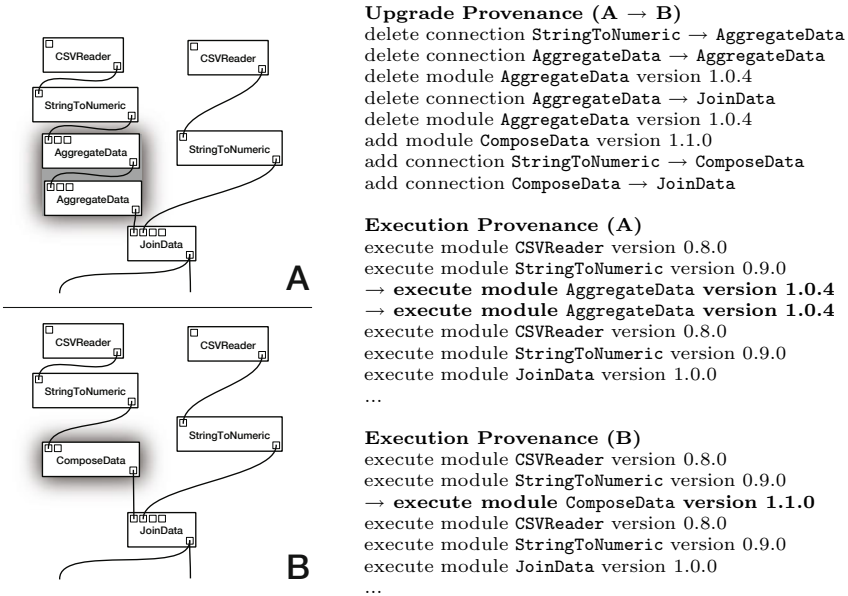 CSVReader
CSVReader
StringToNumeric
AggregateData
StringToNumeric
AggregateData
JoinData
A
CSVReader
CSVReader
StringToNumeric
StringToNumeric
ComposeData
JoinData
B
Upgrade Provenance (A → B)
delete connection StringToNumeric → AggregateData
delete connection AggregateData → AggregateData
delete module AggregateData version 1.0.4
delete connection AggregateData → JoinData
delete module AggregateData version 1.0.4
add module ComposeData version 1.1.0
add connection StringToNumeric → ComposeData
add connection ComposeData → JoinData
Execution Provenance (A)
execute module CSVReader version 0.8.0
execute module StringToNumeric version 0.9.0
→ execute module AggregateData version 1.0.4
→ execute module AggregateData version 1.0.4
execute module CSVReader version 0.8.0
execute module StringToNumeric version 0.9.0
execute module JoinData version 1.0.0
...
Execution Provenance (B)
execute module CSVReader version 0.8.0
execute module StringToNumeric version 0.9.0
→ execute module ComposeData version 1.1.0
execute module CSVReader version 0.8.0
execute module StringToNumeric version 0.9.0
execute module JoinData version 1.0.0
...